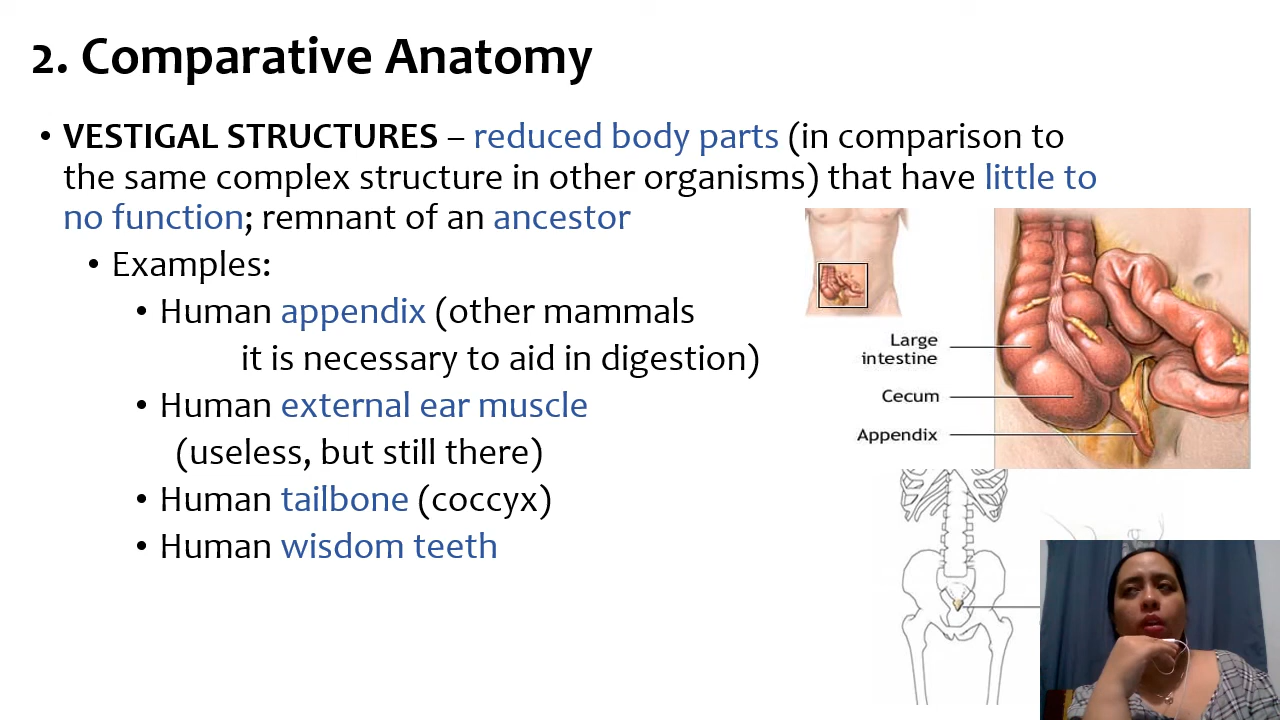 2. Comparative Anatomy
• VESTIGAL STRUCTURES – reduced body parts (in comparison to
the same complex structure in other organisms) that have little to
no function; remnant of an ancestor
• Examples:
• Human appendix (other mammals
it is necessary to aid in digestion)
• Human external ear muscle
(useless, but still there)
• Human tailbone (coccyx)
• Human wisdom teeth
Large
intestine
Cecum
Appendix